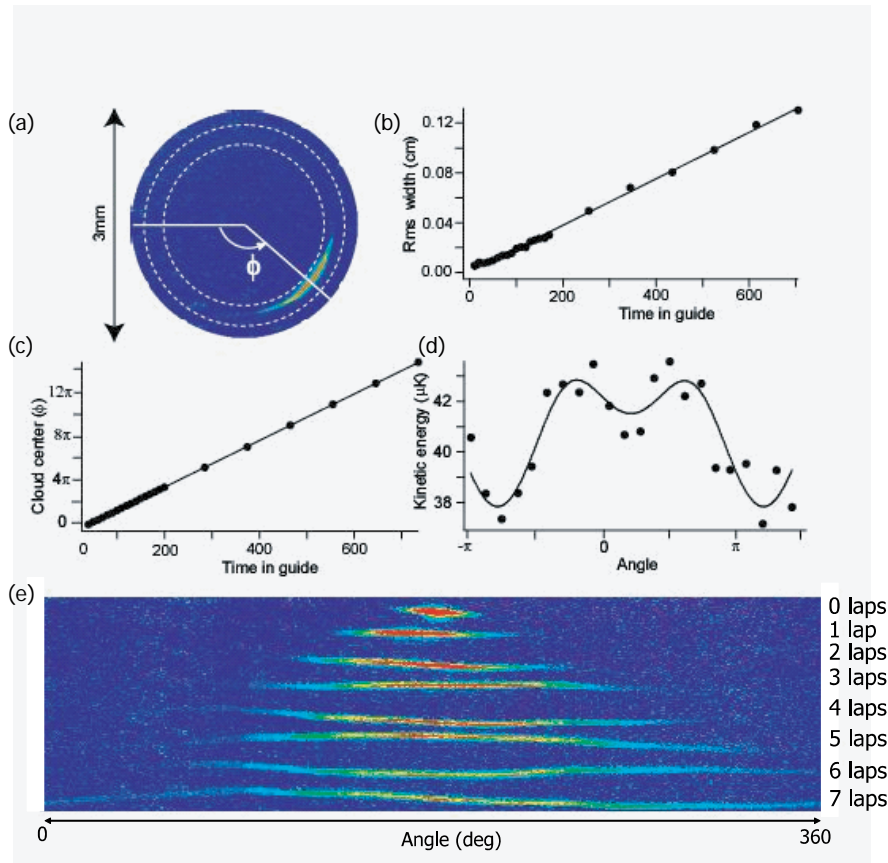 (a)
3mm
ϕ
(b)
Rms width (cm)
0.12
0.08
0.04
0.00
200
400
600
Time in guide
(c)
Cloud center (ϕ)
12π
8π
4π
0
0
200
400
600
Time in guide
(d)
Kinetic energy (μK)
42
40
38
-π
0
π
Angle
(e)
0 laps
1 lap
2 laps
3 laps
4 laps
5 laps
6 laps
7 laps
0
Angle (deg)
360